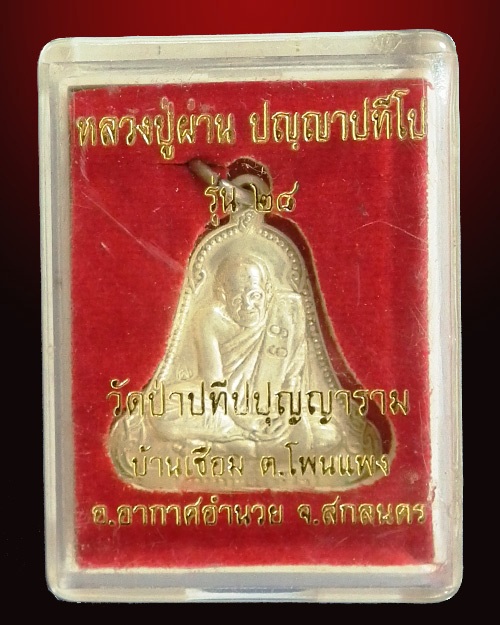 หลวงปู่ผ่าน ปญฺญาปทีโป
รุ่น ๒๘
วัดป่าปทีปปุญญาราม
บ้านเซือม ต.โพนแพง
อ.อากาศอำนวย จ.สกลนคร